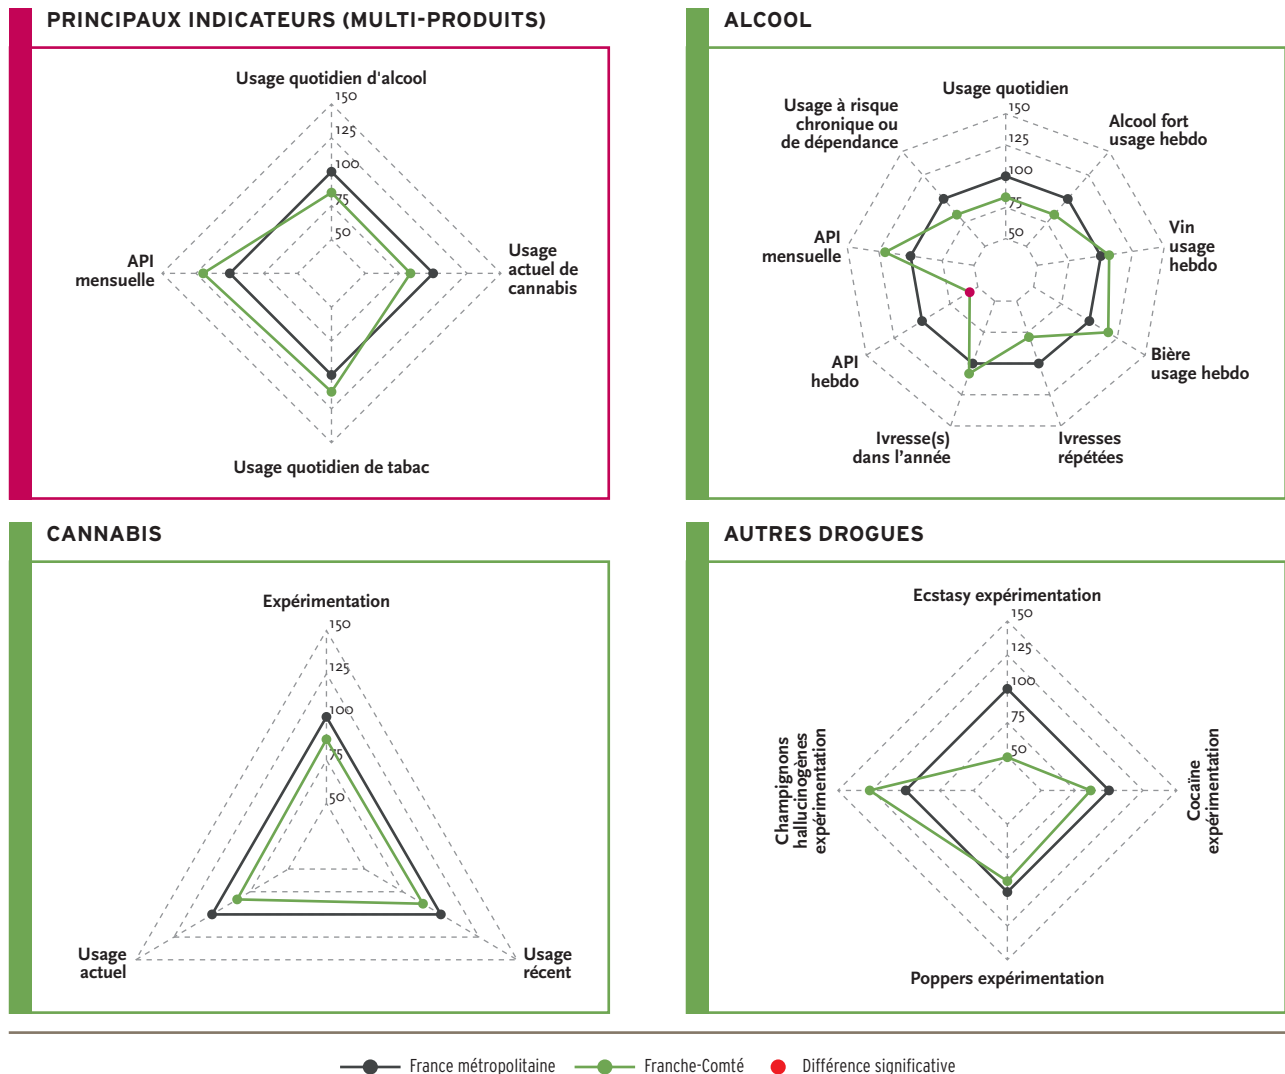 PRINCIPAUX INDICATEURS (MULTI-PRODUITS)
Usage quotidien d'alcool
150
125
100
75
50
Usage
actuel de
cannabis
API
mensuelle
Usage quotidien de tabac
ALCOOL
Usage quotidien
150
125
100
75
50
Usage à risque
chronique ou
de dépendance
Alcool fort
usage hebdo
Vin
usage
hebdo
API
mensuelle
Bière
usage hebdo
API
hebdo
Ivresse(s)
dans l'année
Ivresses
répétées
CANNABIS
Expérimentation
150
125
100
75
50
Usage
actuel
Usage
récent
AUTRES DROGUES
Ecstasy expérimentation
150
125
100
75
50
Champignons
hallucinogènes
expérimentation
Cocaïne
expérimentation
Poppers expérimentation
France métropolitaine
Franche-Comté
Différence significative